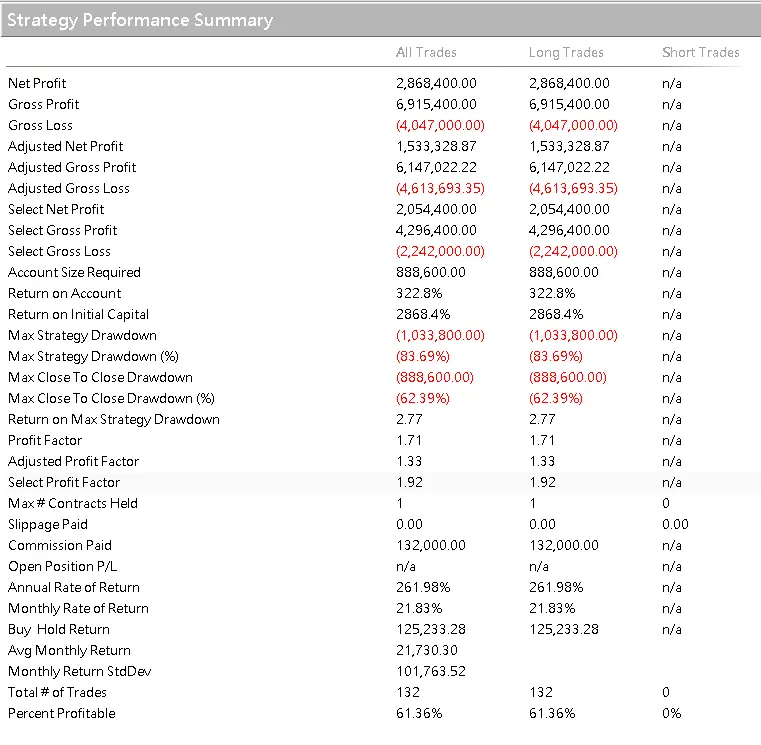 Strategy Performance Summary
All Trades Long Trades Short Trades
Net Profit 2,868,400.00 2,868,400.00 n/a
Gross Profit 6,915,400.00 6,915,400.00 n/a
Gross Loss (4,047,000.00) (4,047,000.00) n/a
Adjusted Net Profit 1,533,328.87 1,533,328.87 n/a
Adjusted Gross Profit 6,147,022.22 6,147,022.22 n/a
Adjusted Gross Loss (4,613,693.35) (4,613,693.35) n/a
Select Net Profit 2,054,400.00 2,054,400.00 n/a
Select Gross Profit 4,296,400.00 4,296,400.00 n/a
Select Gross Loss (2,242,000.00) (2,242,000.00) n/a
Account Size Required 888,600.00 888,600.00 n/a
Return on Account 322.8% 322.8% n/a
Return on Initial Capital 2868.4% 2868.4% n/a
Max Strategy Drawdown (1,033,800.00) (1,033,800.00) n/a
Max Strategy Drawdown (%) (83.69%) (83.69%) n/a
Max Close To Close Drawdown (888,600.00) (888,600.00) n/a
Max Close To Close Drawdown (%) (62.39%) (62.39%) n/a
Return on Max Strategy Drawdown 2.77 2.77 n/a
Profit Factor 1.71 1.71 n/a
Adjusted Profit Factor 1.33 1.33 n/a
Select Profit Factor 1.92 1.92 n/a
Max # Contracts Held 1 1 0
Slippage Paid 0.00 0.00 0.00
Commission Paid 132,000.00 132,000.00 n/a
Open Position P/L n/a n/a n/a
Annual Rate of Return 261.98% 261.98% n/a
Monthly Rate of Return 21.83% 21.83% n/a
Buy Hold Return 125,233.28 125,233.28 n/a
Avg Monthly Return 21,730.30
Monthly Return StdDev 101,763.52
Total # of Trades 132 132 0
Percent Profitable 61.36% 61.36% 0%